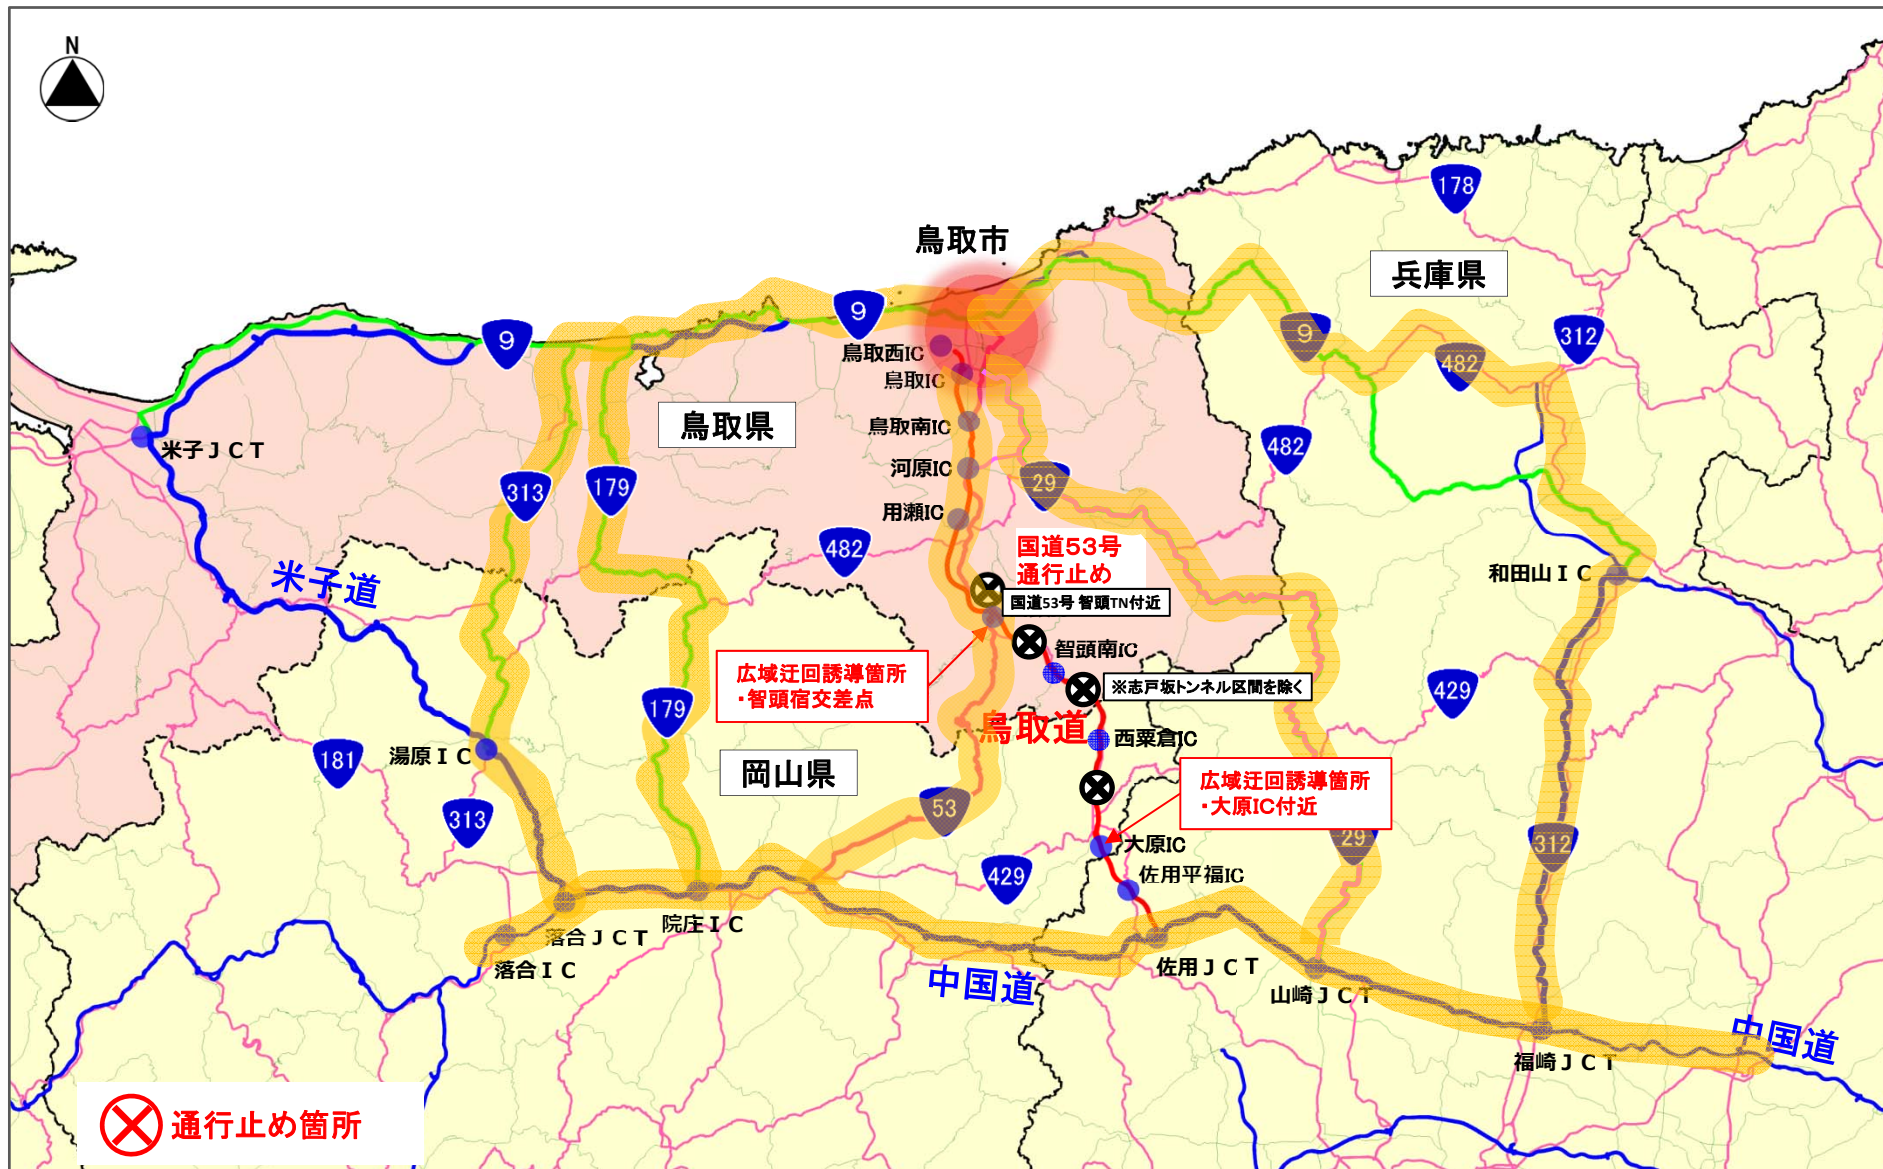 N
178
鳥取市
兵庫県
9
9
9
312
鳥取西IC
482
鳥取IC
鳥取県
鳥取南IC
米子JCT
482
河原IC
313
179
29
用瀬IC
国道53号
通行止め
482
米子道
和田山IC
国道53号 智頭TN付近
智頭南IC
広域迂回誘導箇所
・智頭宿交差点
※志戸坂トンネル区間を除く
429
179
鳥取道
西粟倉IC
湯原IC
181
岡山県
広域迂回誘導箇所
・大原IC付近
313
53
29
312
大原IC
429
佐用平福IC
院庄IC
落合JCT
落合IC
佐用JCT
中国道
山崎JCT
中国道
福崎JCT
通行止め箇所